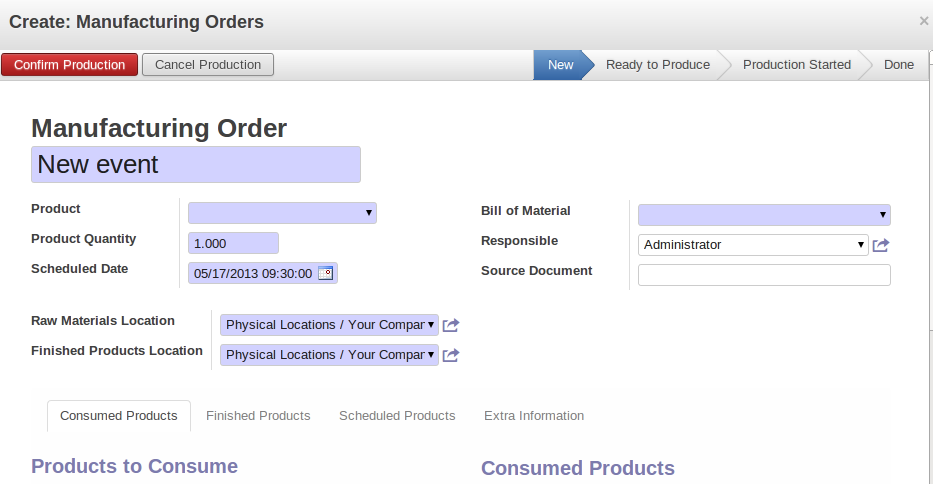 Create: Manufacturing Orders ×
Confirm Production Cancel Production New Ready to Produce Production Started Done
Manufacturing Order
New event
Product
Product Quantity 1.000
Scheduled Date 05/17/2013 09:30:00
Bill of Material
Responsible Administrator
Source Document
Raw Materials Location Physical Locations / Your Compar
Finished Products Location Physical Locations / Your Compar
Consumed Products Finished Products Scheduled Products Extra Information
Products to Consume Consumed Products